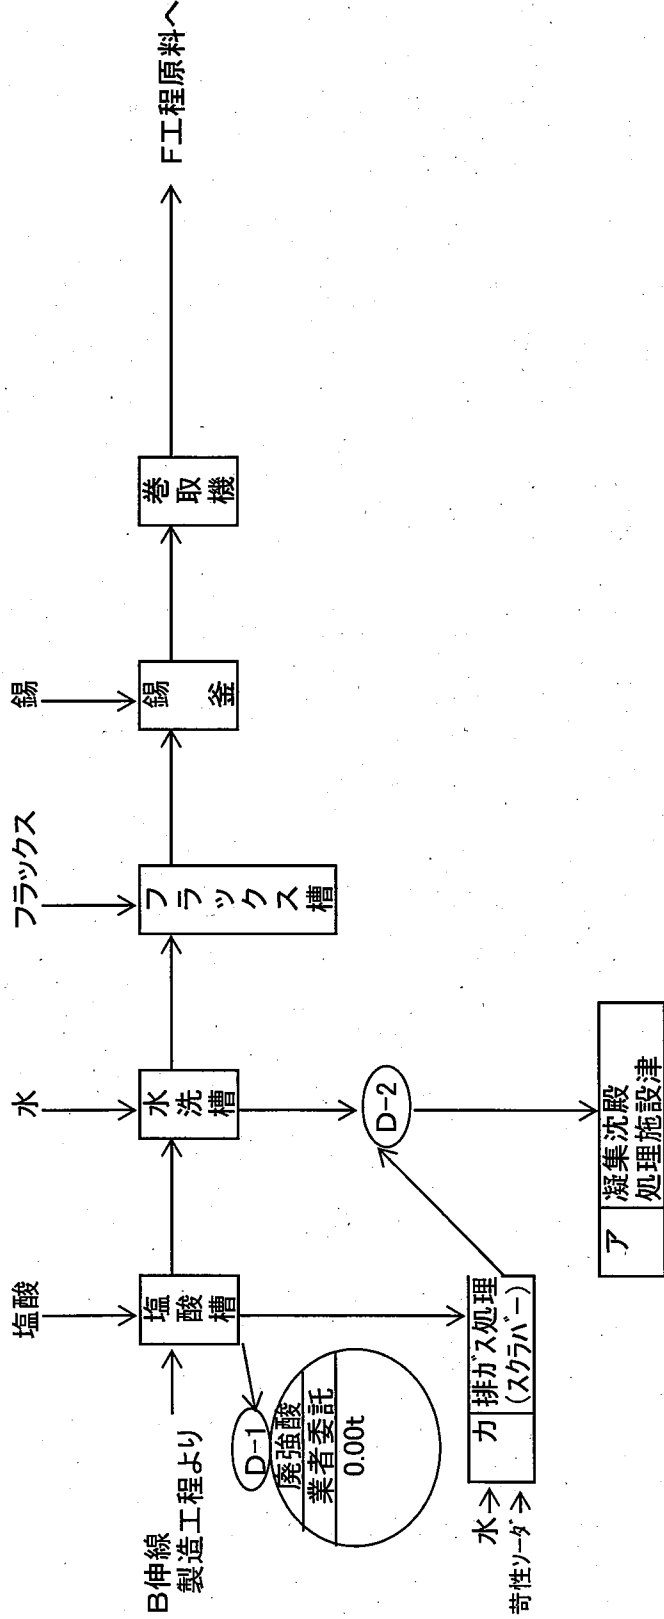 塩酸
水
フラックス
錫
B伸線
製造工程より
塩酸槽
水洗槽
フラックス槽
錫釜
巻取機
F工程原料へ
D-1
廃強酸
業者委託
0.00t
D-2
水
苛性ソーダ
カ
排ガス処理
(スクラバー)
ア
凝集沈殿
処理施設津